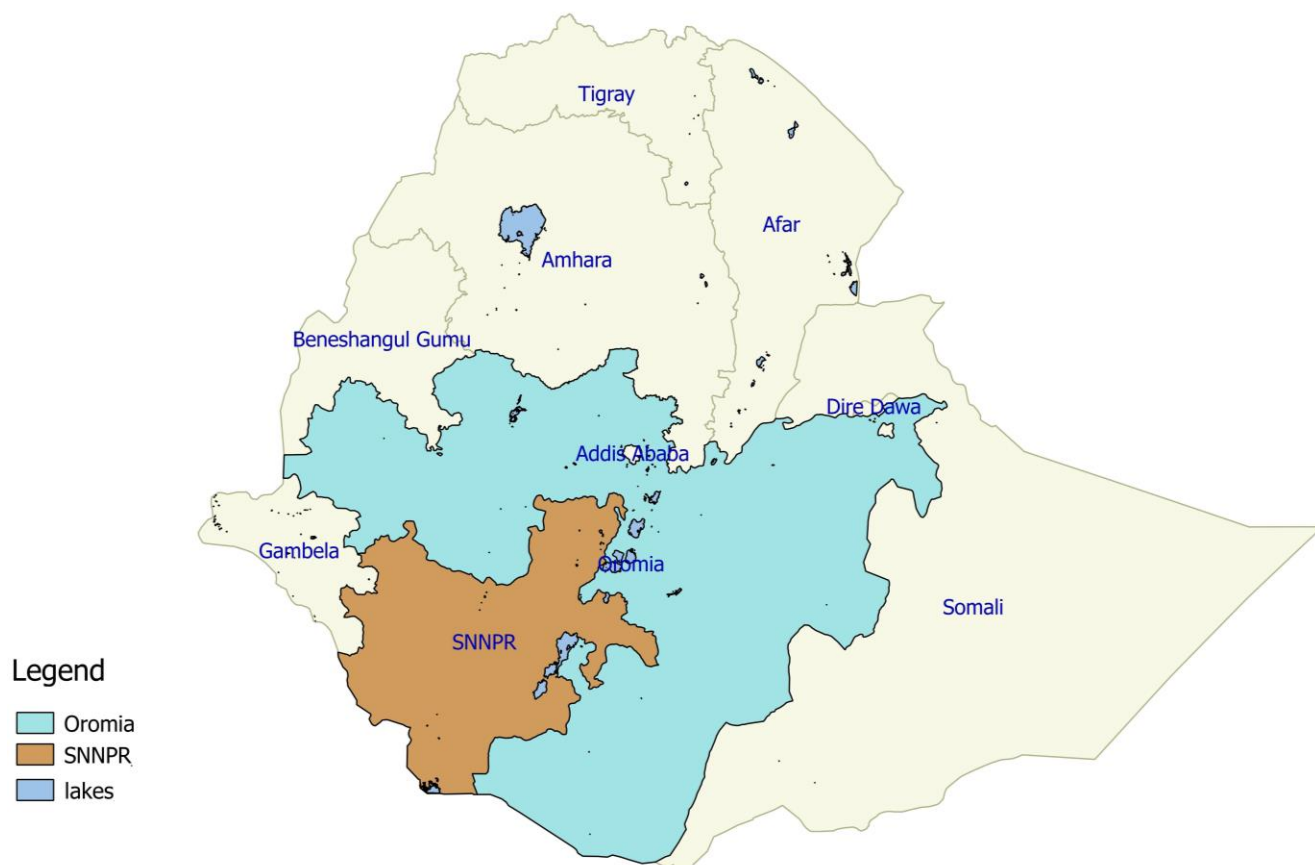 Tigray
Afar
Amhara
Beneshangul Gumu
Dire Dawa
Addis Ababa
Gambela
Oromia
Somali
SNNPR
Legend
Oromia
SNNPR
lakes